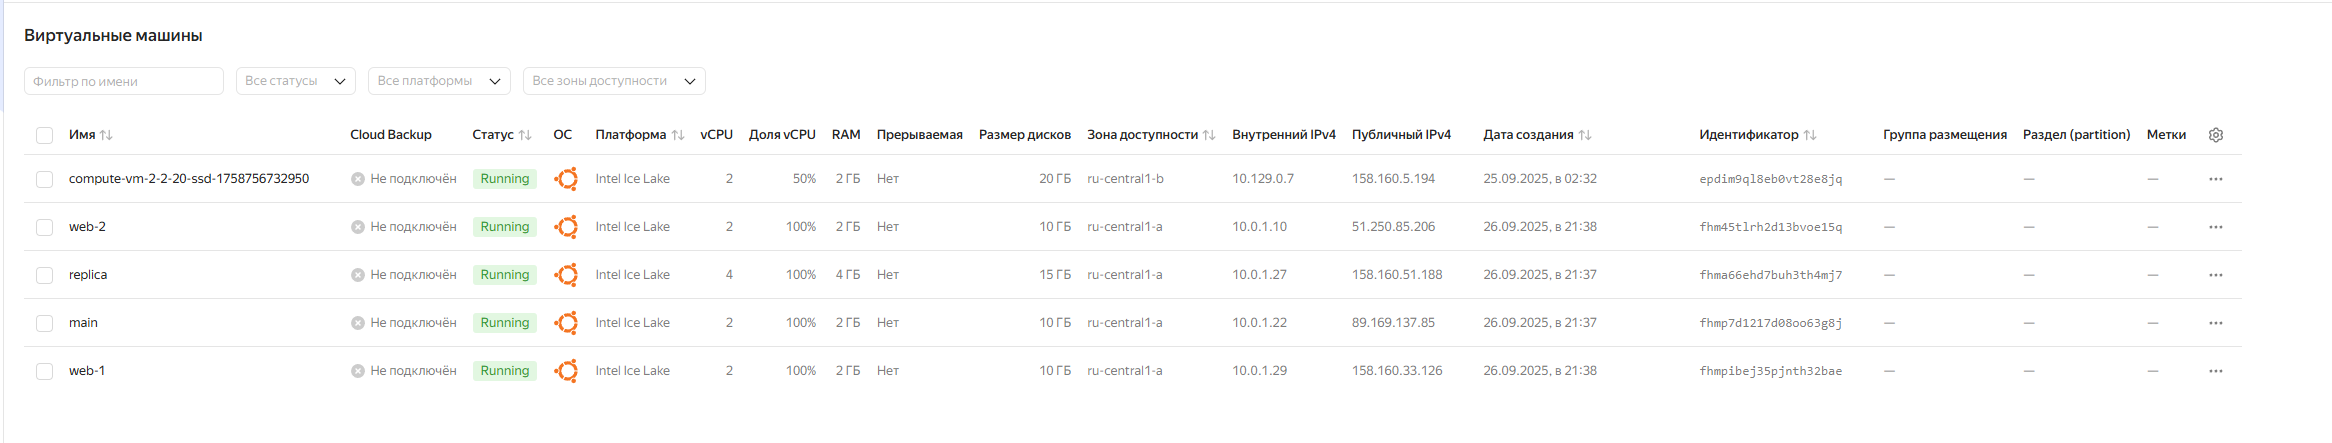 Виртуальные машины
Фильтр по имени Все статусы Все платформы Все зоны доступности
Имя Cloud Backup Статус ОС Платформа vCPU Доля vCPU RAM Прерываемая Размер дисков Зона доступности Внутренний IPv4 Публичный IPv4 Дата создания Идентификатор Группа размещения Раздел (partition) Метки
compute-vm-2-2-20-ssd-1758756732950 Не подключён Running Intel Ice Lake 2 50% 2 ГБ Нет 20 ГБ ru-central1-b 10.129.0.7 158.160.5.194 25.09.2025, в 02:32 epdim9ql8eb0vt28e8jq — — —
web-2 Не подключён Running Intel Ice Lake 2 100% 2 ГБ Нет 10 ГБ ru-central1-a 10.0.1.10 51.250.85.206 26.09.2025, в 21:38 fhm45tlrh2d13bvoe15q — — —
replica Не подключён Running Intel Ice Lake 4 100% 4 ГБ Нет 15 ГБ ru-central1-a 10.0.1.27 158.160.51.188 26.09.2025, в 21:37 fhma66ehd7buh3th4mj7 — — —
main Не подключён Running Intel Ice Lake 2 100% 2 ГБ Нет 10 ГБ ru-central1-a 10.0.1.22 89.169.137.85 26.09.2025, в 21:37 fhmp7d1217d08oo63g8j — — —
web-1 Не подключён Running Intel Ice Lake 2 100% 2 ГБ Нет 10 ГБ ru-central1-a 10.0.1.29 158.160.33.126 26.09.2025, в 21:38 fhmpibej35pjnth32bae — — —